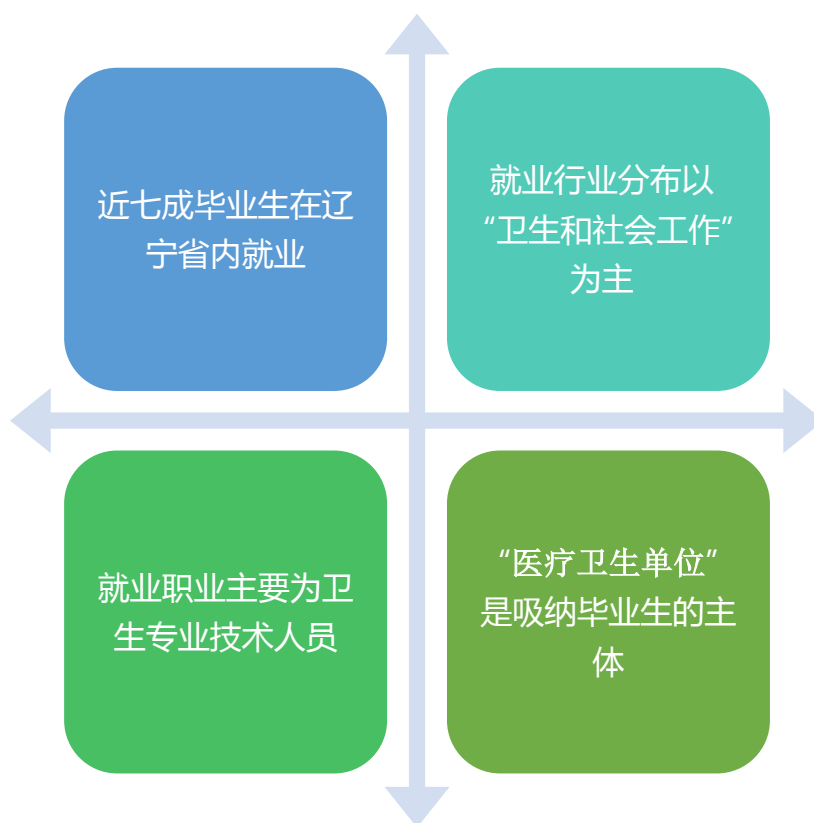 近七成毕业生在辽
宁省内就业
就业行业分布以
“卫生和社会工作”
为主
就业职业主要为卫
生专业技术人员
“医疗卫生单位”
是吸纳毕业生的主
体